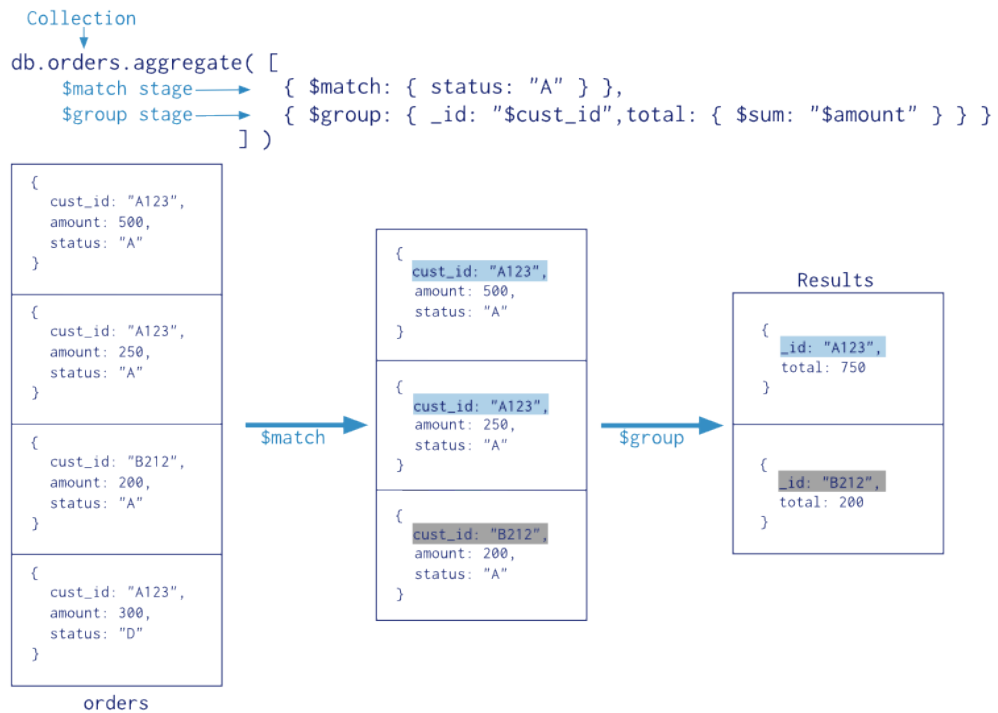 Collection
db.orders.aggregate( [
$match stage { $match: { status: "A" } },
$group stage { $group: { _id: "$cust_id",total: { $sum: "$amount" } } }
] )
{
cust_id: "A123",
amount: 500,
status: "A"
}
{
cust_id: "A123",
amount: 250,
status: "A"
}
{
cust_id: "B212",
amount: 200,
status: "A"
}
{
cust_id: "A123",
amount: 300,
status: "D"
}
orders
$match
{
cust_id: "A123",
amount: 500,
status: "A"
}
{
cust_id: "A123",
amount: 250,
status: "A"
}
{
cust_id: "B212",
amount: 200,
status: "A"
}
$group
Results
{
_id: "A123",
total: 750
}
{
_id: "B212",
total: 200
}